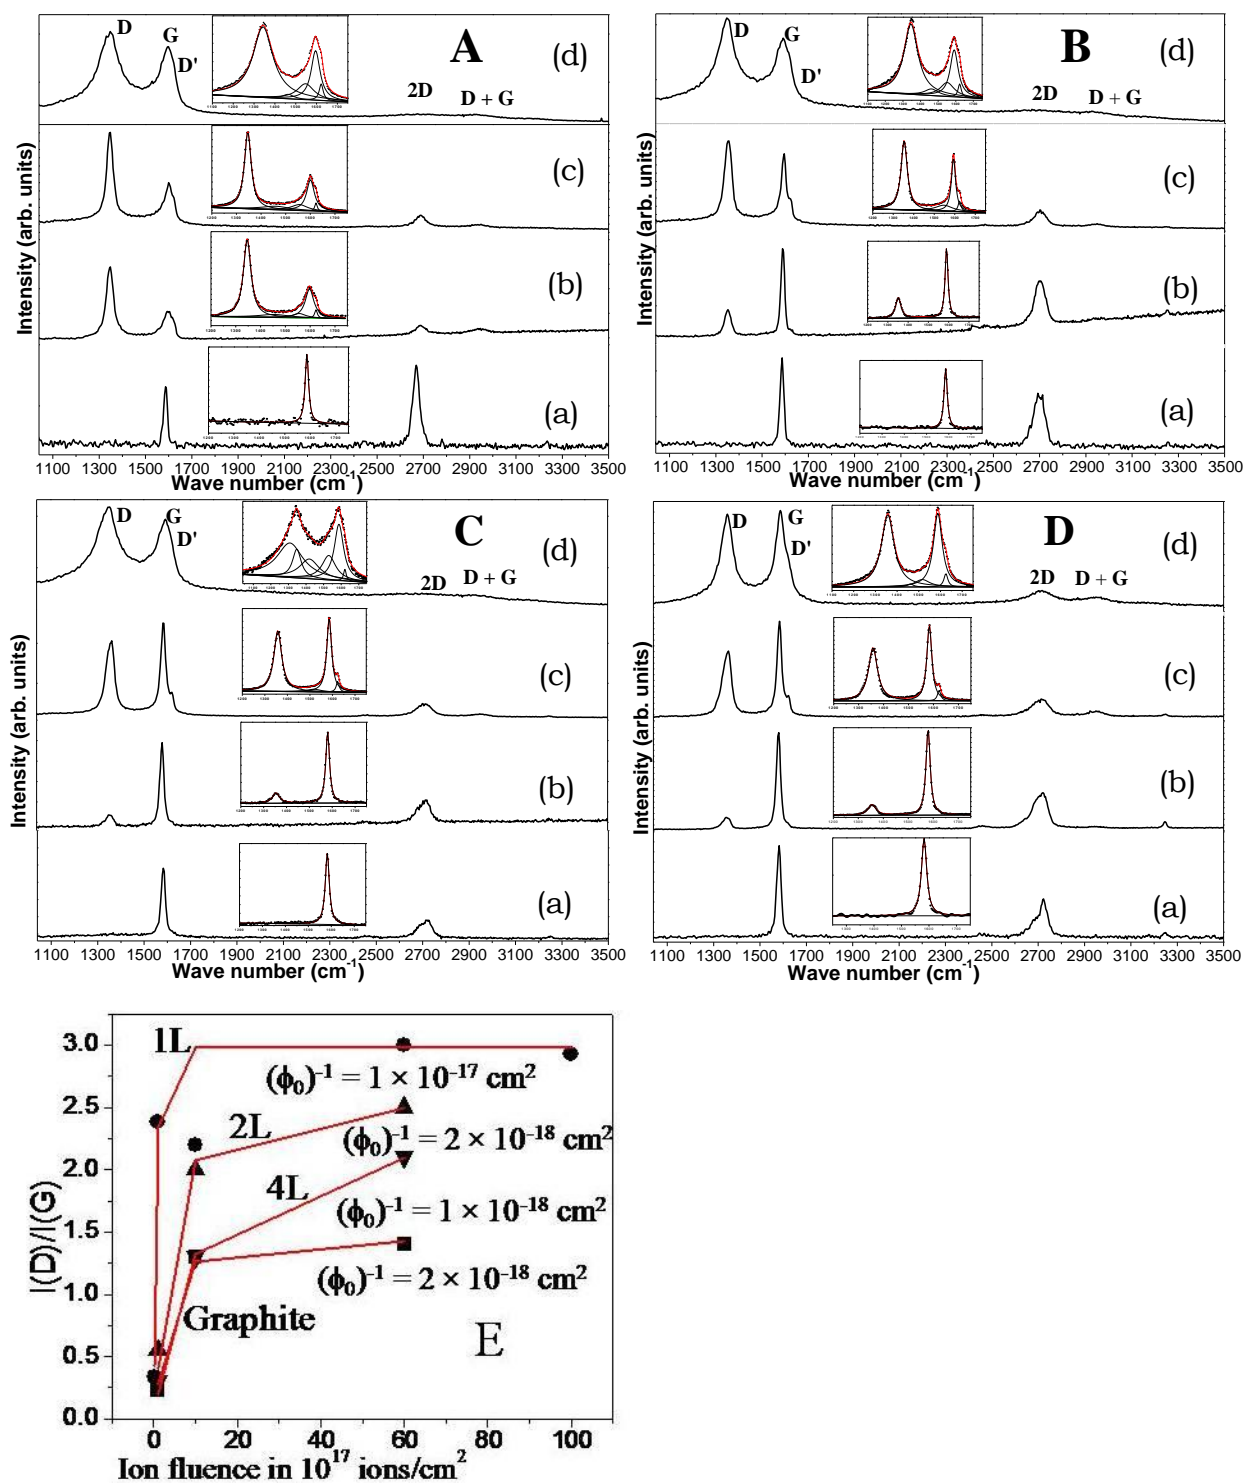 D
G
D'
A
(d)
2D
D + G
(c)
(b)
(a)
Intensity (arb. units)
1100 1300 1500 1700 1900 2100 2300 2500 2700 2900 3100 3300 3500
Wave number (cm⁻¹)
D
G
D'
B
(d)
2D
D + G
(c)
(b)
(a)
Intensity (arb. units)
1100 1300 1500 1700 1900 2100 2300 2500 2700 2900 3100 3300 3500
Wave number (cm⁻¹)
D
G
D'
C
(d)
2D
D + G
(c)
(b)
(a)
Intensity (arb. units)
1100 1300 1500 1700 1900 2100 2300 2500 2700 2900 3100 3300 3500
Wave number (cm⁻¹)
D
G
D'
D
(d)
2D
D + G
(c)
(b)
(a)
Intensity (arb. units)
1100 1300 1500 1700 1900 2100 2300 2500 2700 2900 3100 3300 3500
Wave number (cm⁻¹)
3.0
2.5
2.0
1.5
1.0
0.5
0.0
I(D)/I(G)
1L
(ϕ₀)⁻¹ = 1 × 10⁻¹⁷ cm²
2L
(ϕ₀)⁻¹ = 2 × 10⁻¹⁸ cm²
4L
(ϕ₀)⁻¹ = 1 × 10⁻¹⁸ cm²
(ϕ₀)⁻¹ = 2 × 10⁻¹⁸ cm²
Graphite
E
0 20 40 60 80 100
Ion fluence in 10¹⁷ ions/cm²